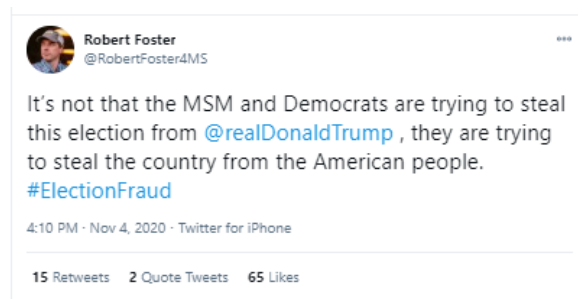 Robert Foster
@RobertFoster4MS
It's not that the MSM and Democrats are trying to steal
this election from @realDonaldTrump , they are trying
to steal the country from the American people.
#ElectionFraud
4:10 PM · Nov 4, 2020 · Twitter for iPhone
15 Retweets 2 Quote Tweets 65 Likes